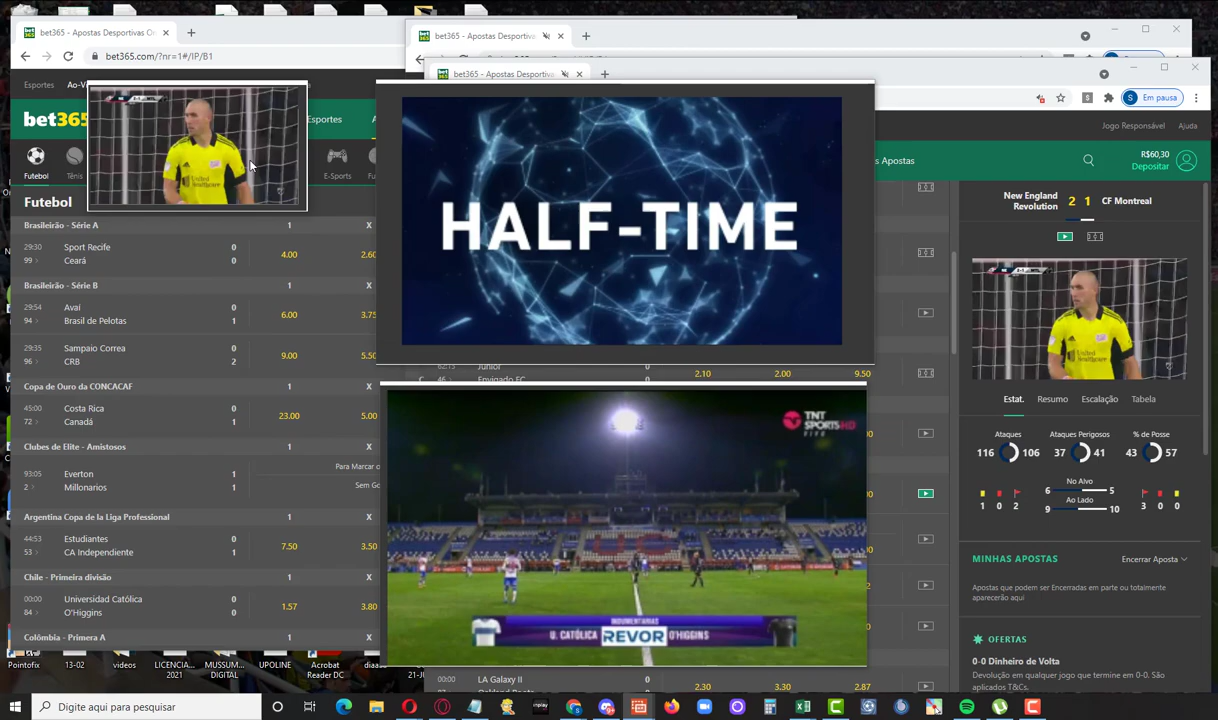 bet365 - Apostas Desportivas On
bet365 - Apostas Desportiva
bet365 - Apostas Desportiva
bet365.com/?nr=1#/IP/B1
Em pausa
Esportes
Ao-Vi
Jogo Responsável
Ajuda
bet365
Esportes
A
s Apostas
R$60,30
Depositar
Futebol
Tênis
E-Sports
Fu
Futebol
Brasileirão - Série A 1 X
29:30 Sport Recife 0
99 > Ceará 0
4.00 2.60
Brasileirão - Série B 1 X
29:54 Avaí 0
94 > Brasil de Pelotas 1
6.00 3.75
29:35 Sampaio Correa 0
96 > CRB 2
9.00 5.50
Copa de Ouro da CONCACAF 1 X
45:00 Costa Rica 0
72 > Canadá 1
23.00 5.00
Clubes de Elite - Amistosos 1 X
93:05 Everton 1
2 > Millonarios 1
Para Marcar o
Sem Go
Argentina Copa de la Liga Professional 1 X
44:53 Estudiantes 0
53 > CA Independiente 1
7.50 3.50
Chile - Primeira divisão 1 X
00:00 Universidad Católica 0
84 > O'Higgins 0
1.57 3.80
Colômbia - Primera A 1 X
HALF-TIME
Junior 0
Envigado FC 0
2.10 2.00 9.50
TNT
SPORTS HD
VIVO
INDUMENTARIAS
U. CATÓLICA REVOR O'HIGGINS
00:00 LA Galaxy II 0
2.30 3.30 2.87
New England
Revolution 2 1 CF Montreal
United
Healthcare
Estat. Resumo Escalação Tabela
Ataques Ataques Perigosos % de Posse
116 106 37 41 43 57
No Alvo
6 5
Ao Lado
9 10
1 0 2
3 0 0
MINHAS APOSTAS
Encerrar Aposta
Apostas que podem ser Encerradas em parte ou totalmente
aparecerão aqui
OFERTAS
0-0 Dinheiro de Volta
Devolução em qualquer jogo que termine em 0-0. São
aplicados T&Cs.
Pointofix
13-02
videos
LICENCIA...
2021
MUSSUM...
DIGITAL
UPOLINE
Acrobat
Reader DC
Digite aqui para pesquisar
inplay